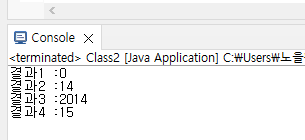 Console
<terminated> Class2 [Java Application] C:￦Users￦노을
결과1 :0
결과2 :14
결과3 :2014
결과4 :15